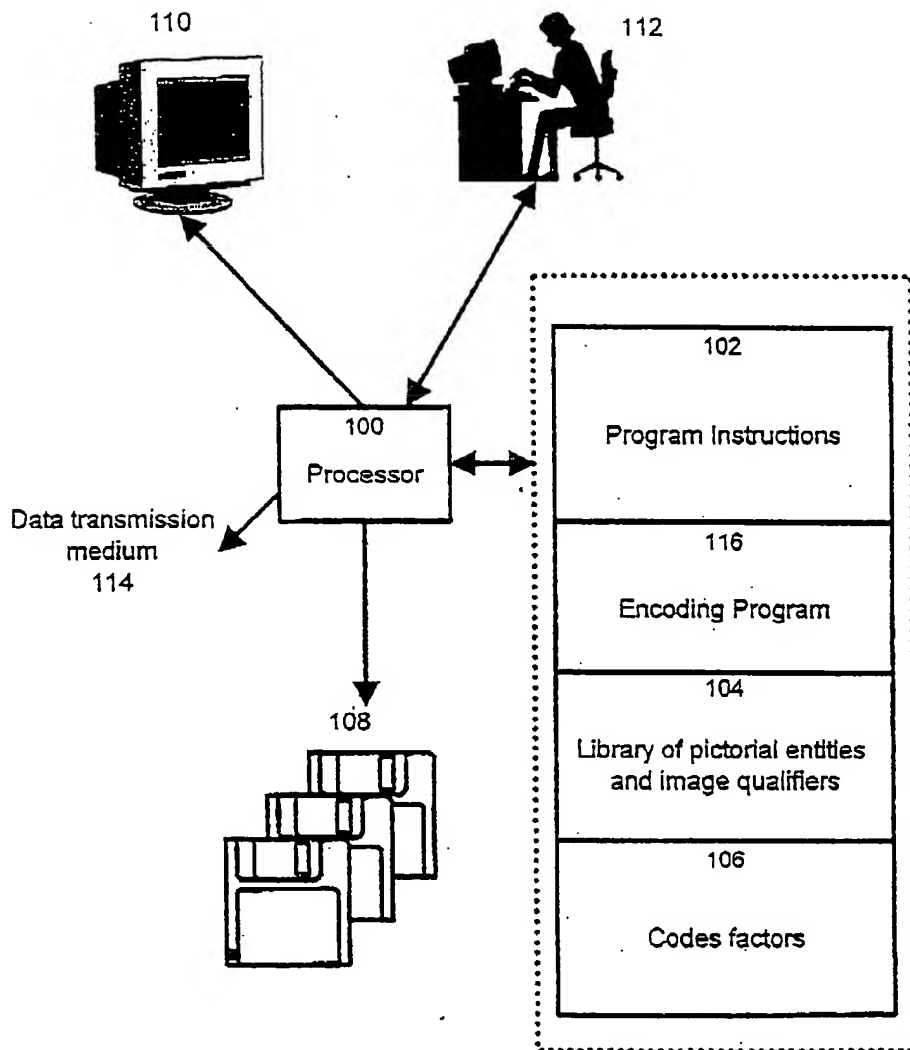 110
112
102
Program Instructions
100
Processor
116
Encoding Program
Data transmission
medium
114
104
Library of pictorial entities
and image qualifiers
108
106
Codes factors